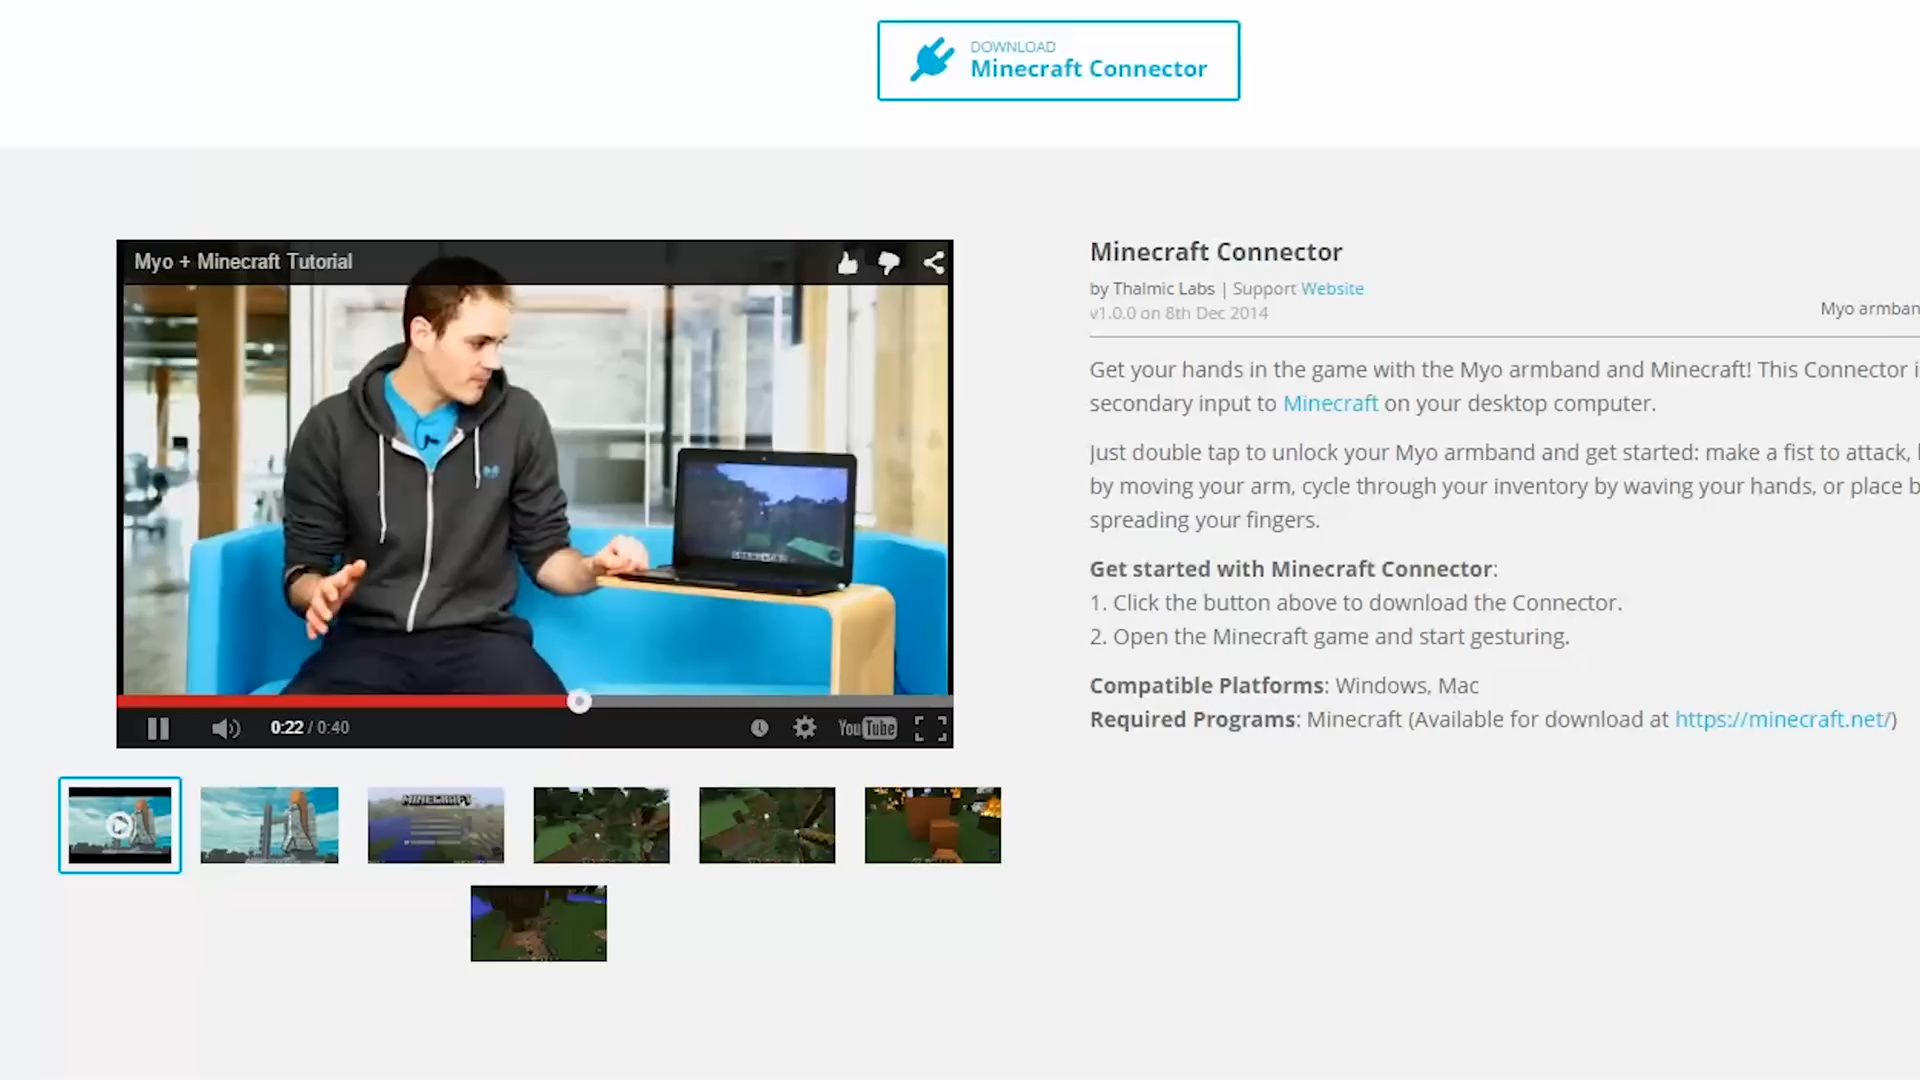 DOWNLOAD
Minecraft Connector
Myo + Minecraft Tutorial
0:22 / 0:40
YouTube
MINECRAFT
Minecraft Connector
by Thalmic Labs | Support Website
v1.0.0 on 8th Dec 2014
Myo armban
Get your hands in the game with the Myo armband and Minecraft! This Connector i
secondary input to Minecraft on your desktop computer.
Just double tap to unlock your Myo armband and get started: make a fist to attack,
by moving your arm, cycle through your inventory by waving your hands, or place b
spreading your fingers.
Get started with Minecraft Connector:
1. Click the button above to download the Connector.
2. Open the Minecraft game and start gesturing.
Compatible Platforms: Windows, Mac
Required Programs: Minecraft (Available for download at https://minecraft.net/)